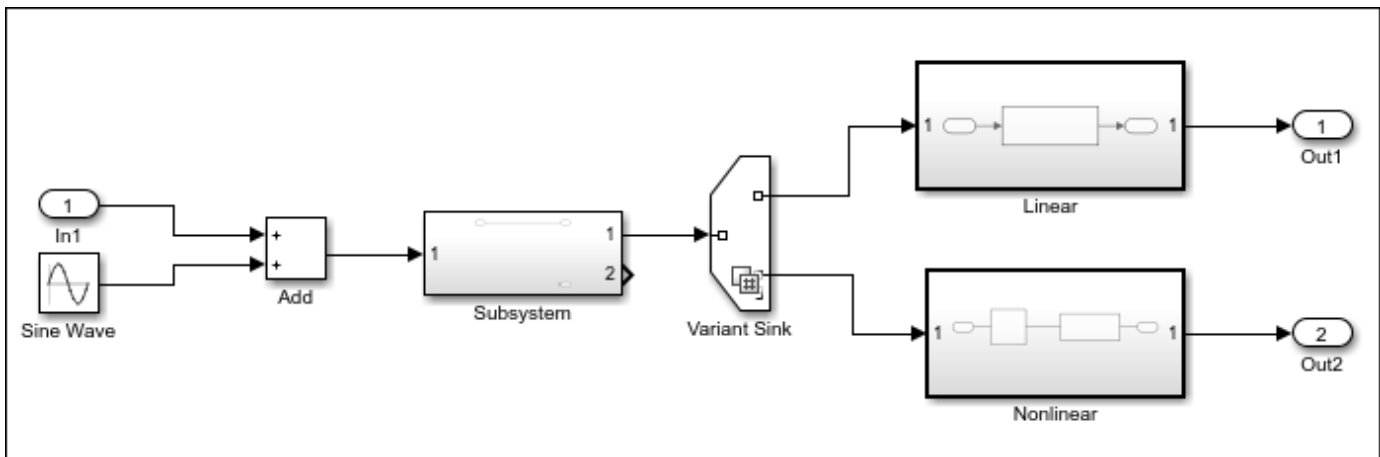 1
In1
Sine Wave
+
+
Add
1
1
2
Subsystem
Variant Sink
1
1
Linear
1
Out1
1
1
Nonlinear
2
Out2